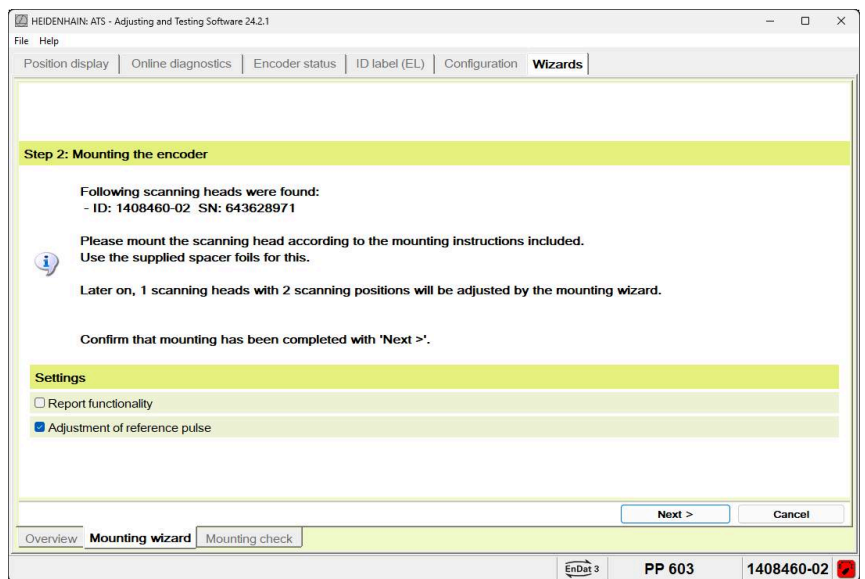 HEIDENHAIN: ATS - Adjusting and Testing Software 24.2.1
File Help
Position display Online diagnostics Encoder status ID label (EL) Configuration Wizards
Step 2: Mounting the encoder
Following scanning heads were found:
- ID: 1408460-02 SN: 643628971
Please mount the scanning head according to the mounting instructions included.
Use the supplied spacer foils for this.
Later on, 1 scanning heads with 2 scanning positions will be adjusted by the mounting wizard.
Confirm that mounting has been completed with 'Next >'.
Settings
Report functionality
Adjustment of reference pulse
Next > Cancel
Overview Mounting wizard Mounting check
EnDat 3 PP 603 1408460-02